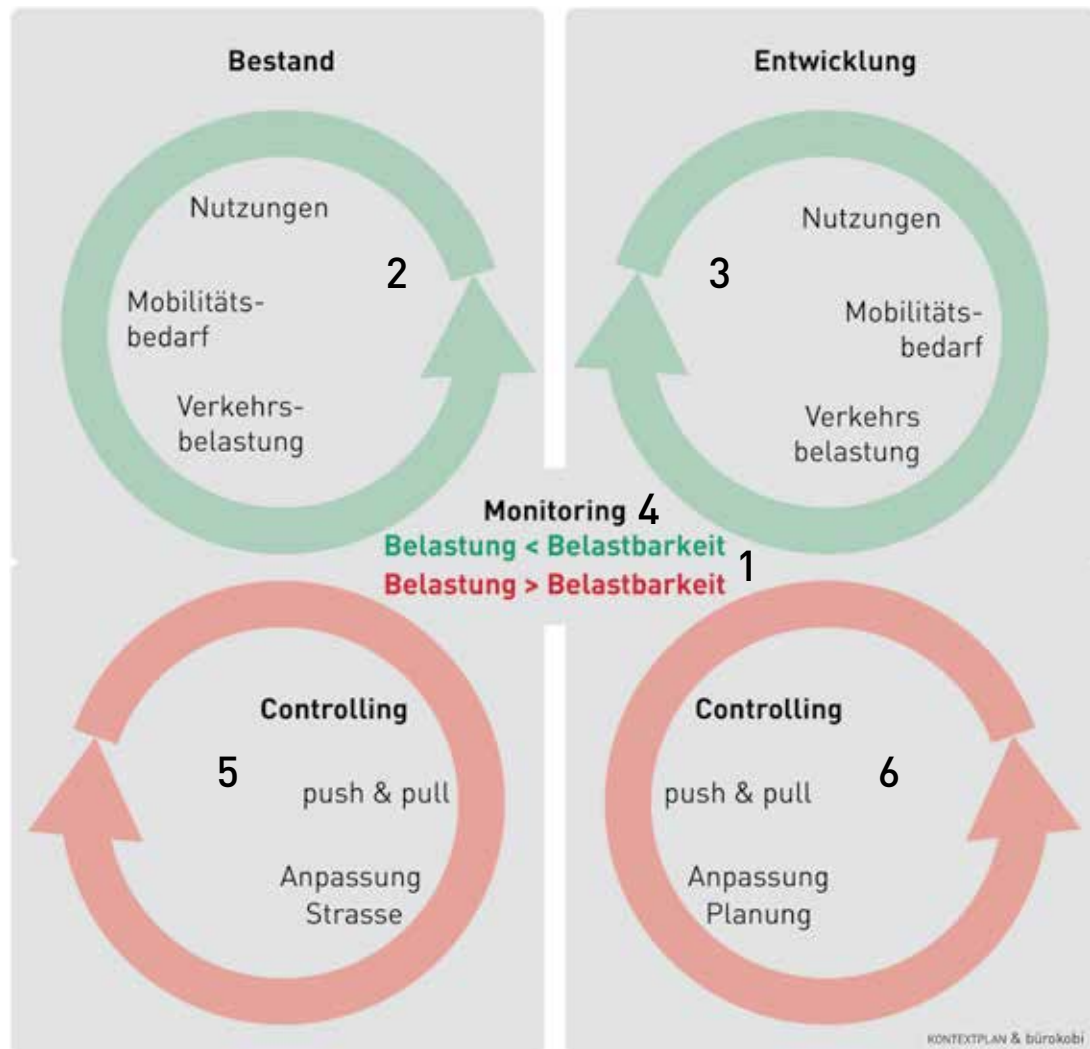 Bestand
Nutzungen
2
Mobilitäts-
bedarf
Verkehrs-
belastung
Entwicklung
Nutzungen
3
Mobilitäts-
bedarf
Verkehrs
belastung
Monitoring 4
Belastung < Belastbarkeit
1
Belastung > Belastbarkeit
Controlling
5
push & pull
Anpassung
Strasse
Controlling
6
push & pull
Anpassung
Planung
KONTEXTPLAN & bürokobi